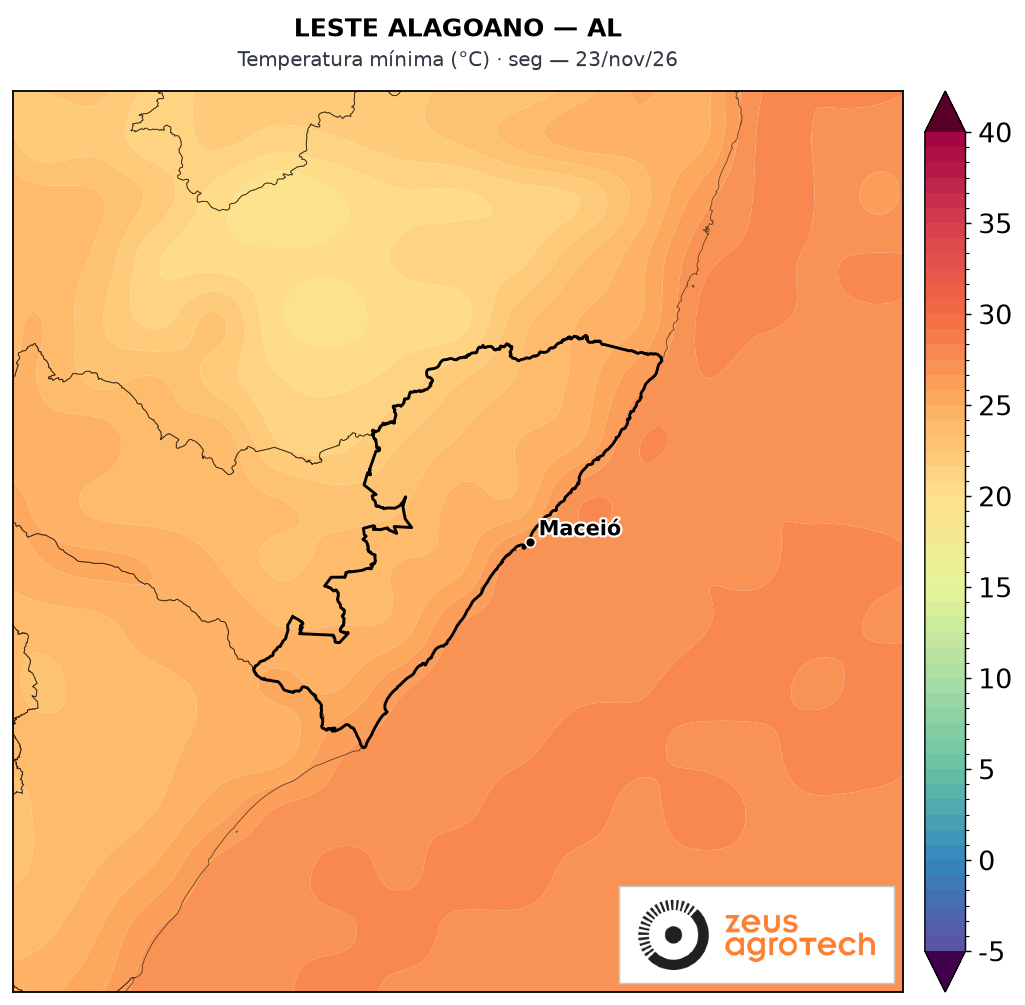 LESTE ALAGOANO — AL
Temperatura mínima (°C) · seg — 23/nov/26
40
35
30
25
20
15
10
5
0
-5
Maceió
zeus
agrotech